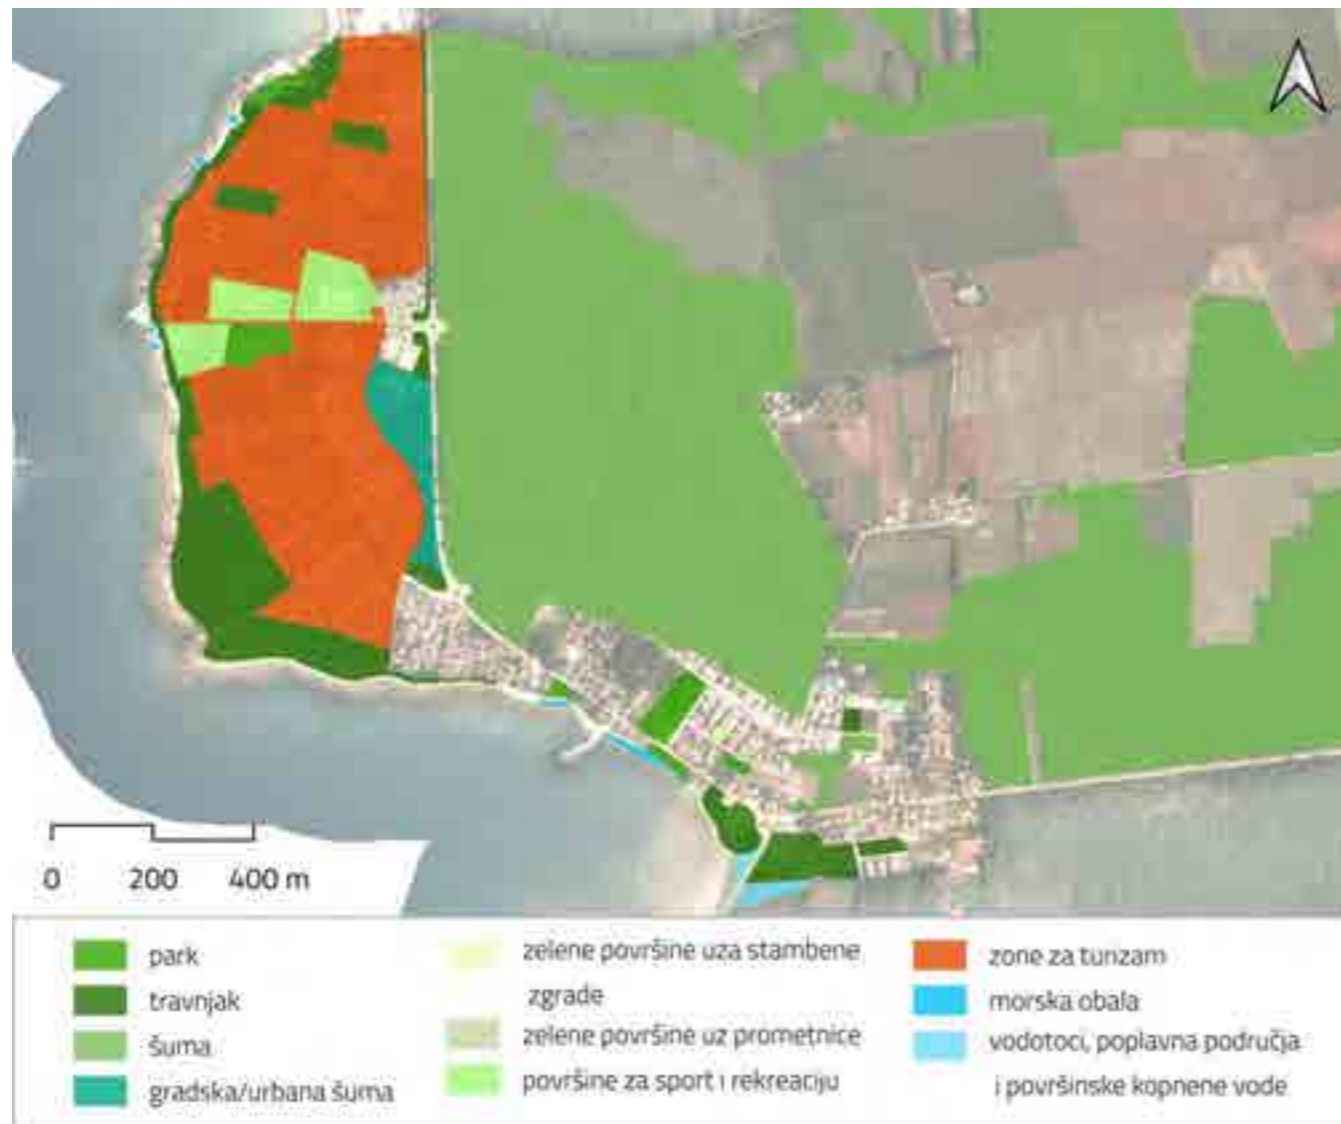 0 200 400 m
park
travnjak
šuma
gradska/urbana šuma
zelene površine uza stambene
zgrade
zelene površine uz prometnice
površine za sport i rekreaciju
zone za turizam
morska obala
vodotoci, poplavna područja
i površinske kopnene vode